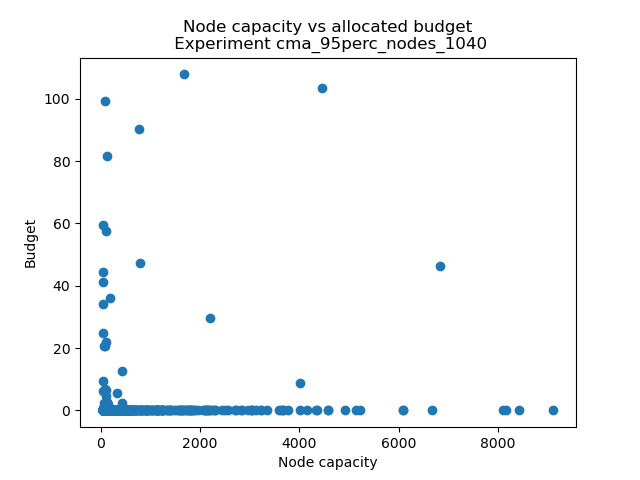 Node capacity vs allocated budget
Experiment cma_95perc_nodes_1040
Budget
100
80
60
40
20
0
0 2000 4000 6000 8000
Node capacity